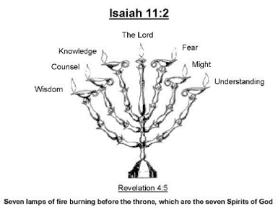 Isaiah 11:2
The Lord
Knowledge
Fear
Counsel
Might
Wisdom
Understanding
Revelation 4:5
Seven lamps of fire burning before the throne, which are the seven Spirits of God